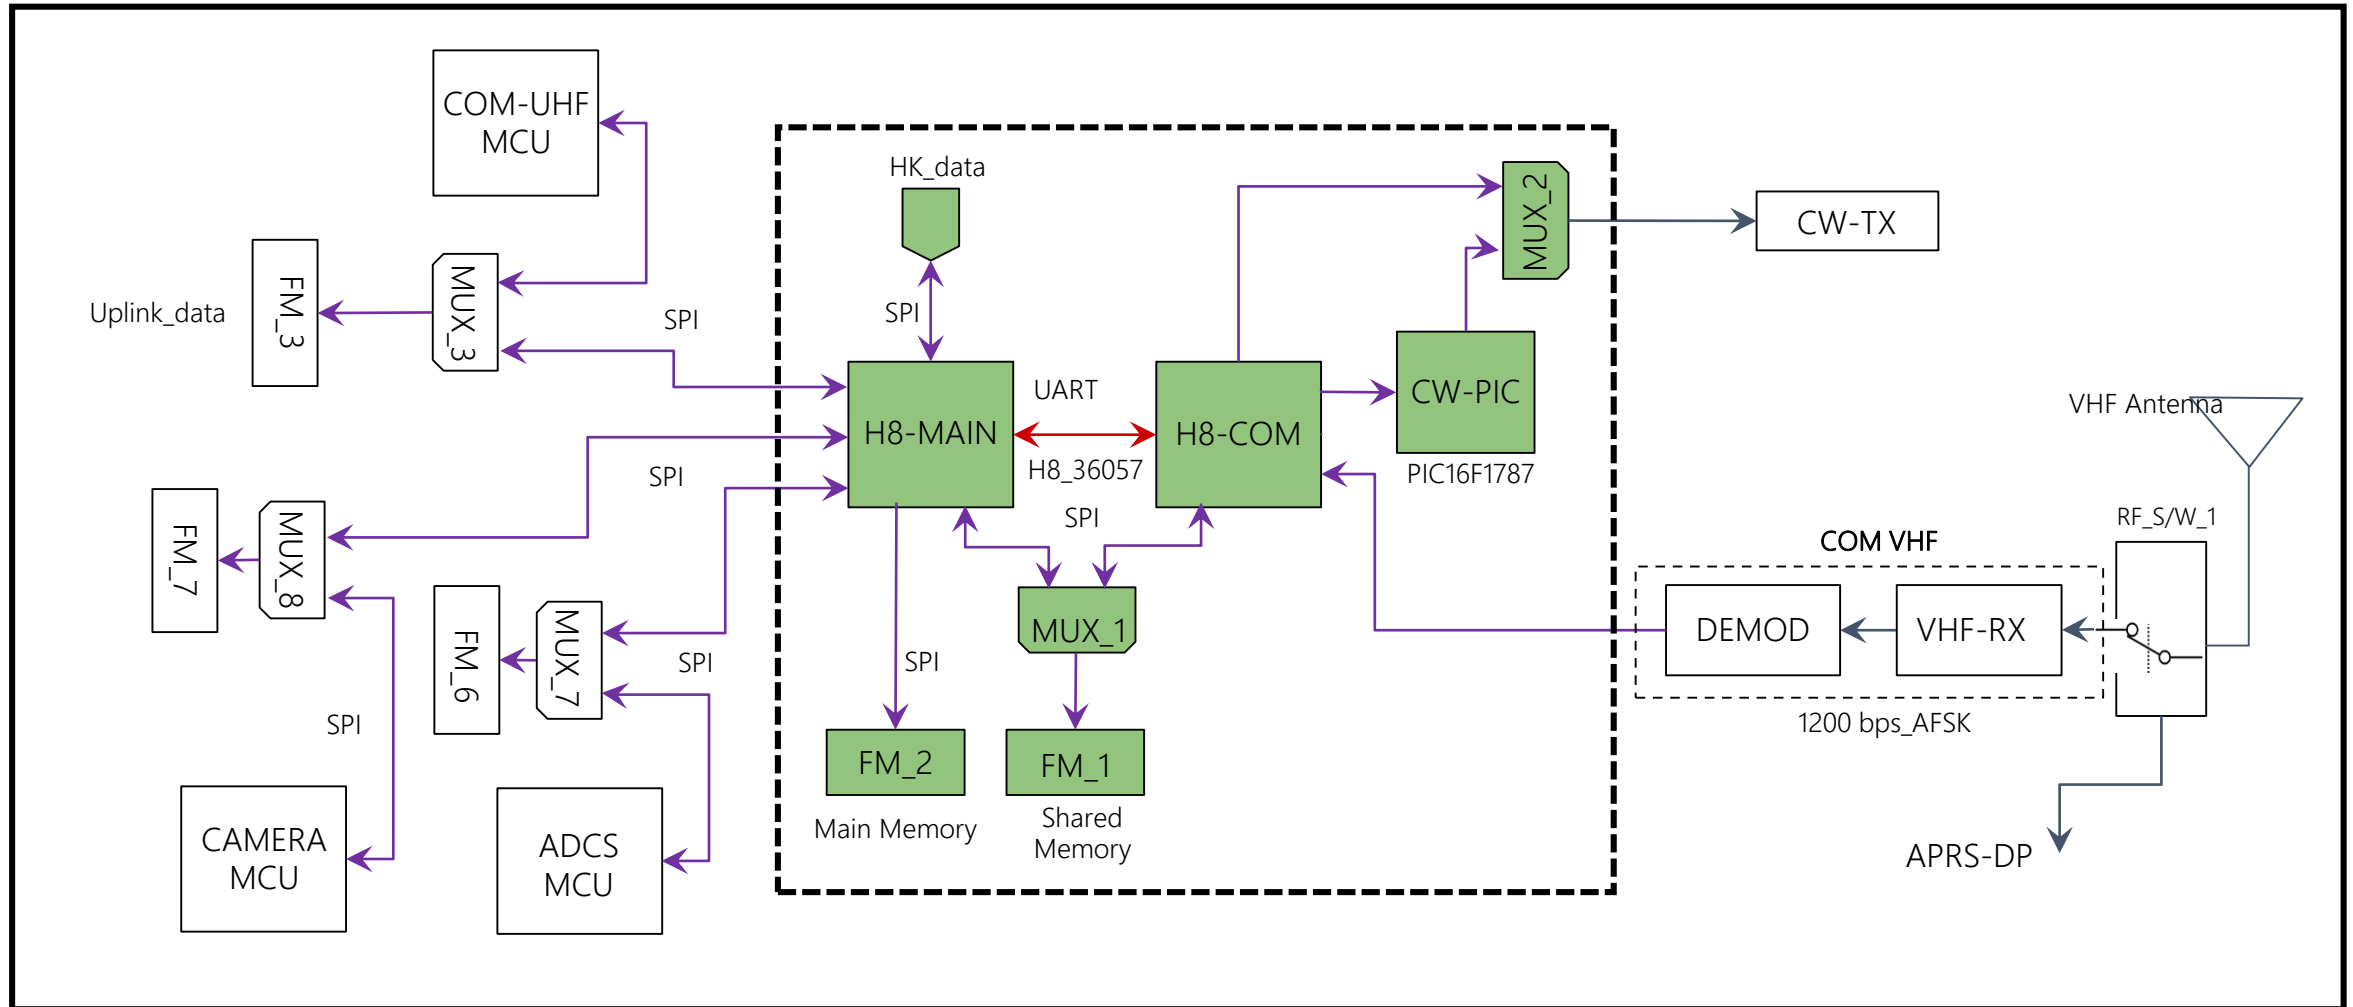 COM-UHF
MCU
HK_data
MUX_2
CW-TX
FM_3
MUX_3
Uplink_data
SPI
SPI
UART
H8-MAIN
H8-COM
CW-PIC
H8_36057
PIC16F1787
VHF Antenna
SPI
FM_7
MUX_8
SPI
RF_S/W_1
COM VHF
FM_6
MUX_7
SPI
MUX_1
DEMOD
VHF-RX
SPI
SPI
1200 bps_AFSK
FM_2
FM_1
Main Memory
Shared
Memory
CAMERA
MCU
ADCS
MCU
APRS-DP